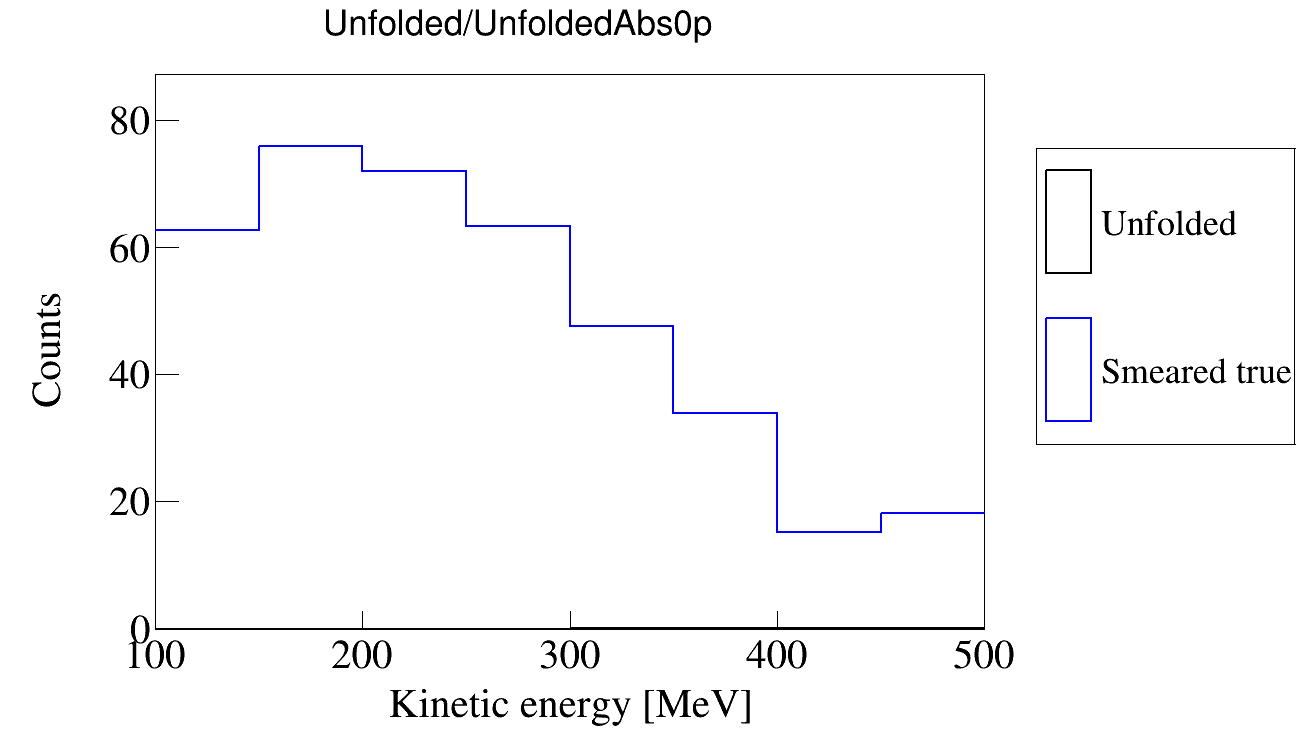 Unfolded/UnfoldedAbs0p
80
60
40
20
0
Counts
100 200 300 400 500
Kinetic energy [MeV]
Unfolded
Smeared true